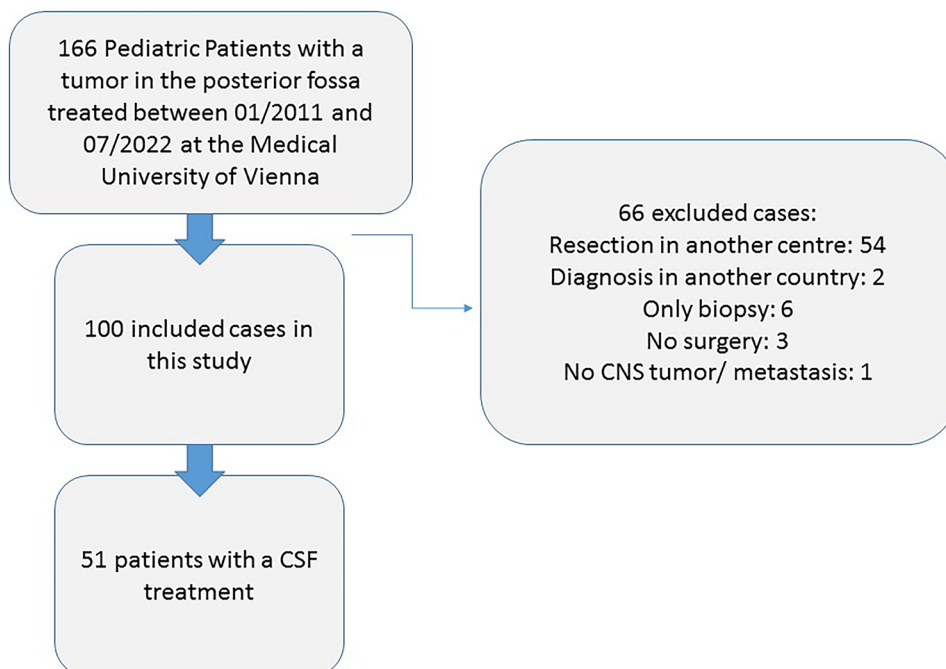 166 Pediatric Patients with a
tumor in the posterior fossa
treated between 01/2011 and
07/2022 at the Medical
University of Vienna
66 excluded cases:
Resection in another centre: 54
Diagnosis in another country: 2
Only biopsy: 6
No surgery: 3
No CNS tumor/ metastasis: 1
100 included cases in
this study
51 patients with a CSF
treatment